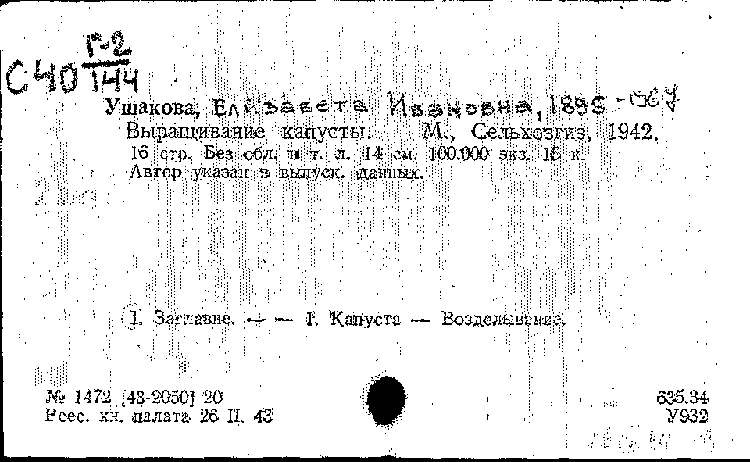 Г-2
С40 144
Ушакова, Елизавета Ивановна, 1895-1967
Выращивание капусты. М., Сельхозгиз, 1942.
16 стр. Без обл. и т. л. 14 см. 100.000 экз. 15 к.
Автор указан в выпуск. данных.
I. Заглавие. — — 1. Капуста — Возделывание.
№ 1472 [43-2050] 20 635.34
Всес. кн. палата 26 II. 43 У932